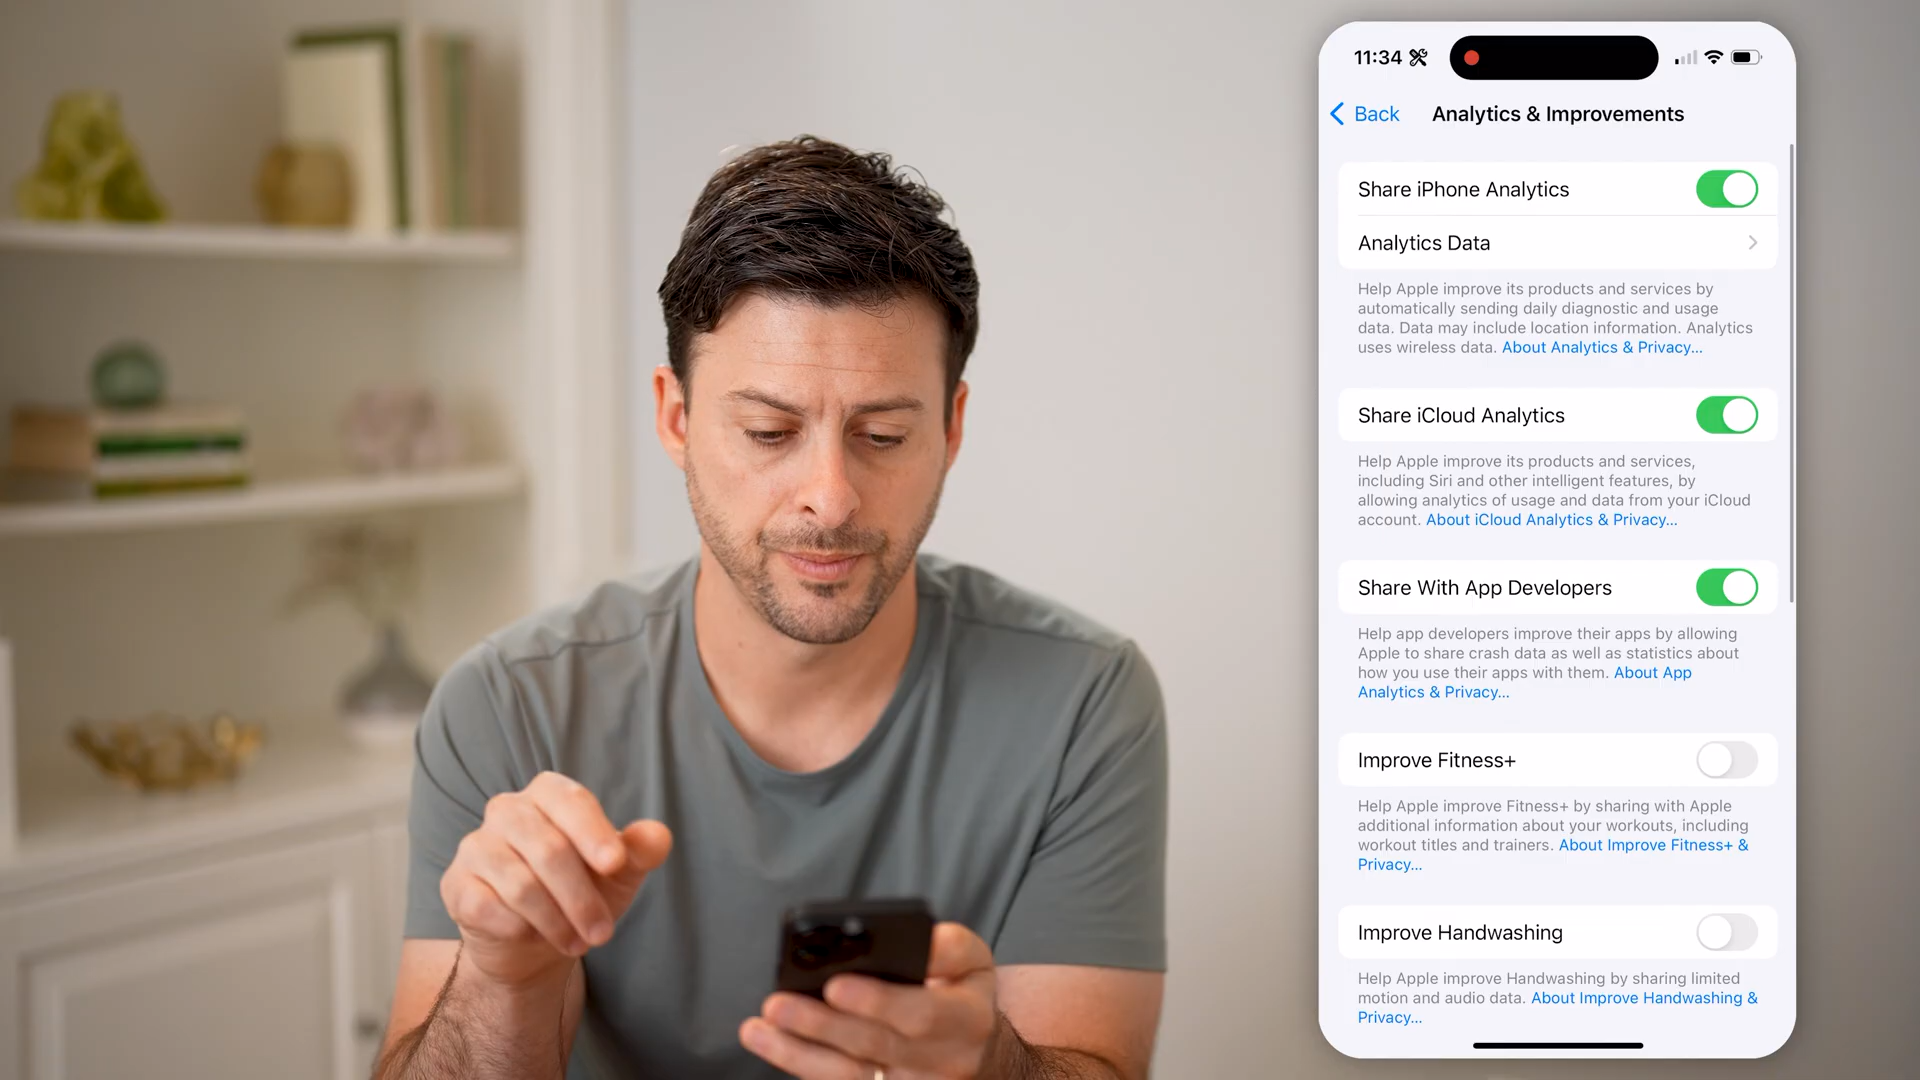 11:34
Back
Analytics & Improvements
Share iPhone Analytics
Analytics Data
Help Apple improve its products and services by
automatically sending daily diagnostic and usage
data. Data may include location information. Analytics
uses wireless data. About Analytics & Privacy...
Share iCloud Analytics
Help Apple improve its products and services,
including Siri and other intelligent features, by
allowing analytics of usage and data from your iCloud
account. About iCloud Analytics & Privacy...
Share With App Developers
Help app developers improve their apps by allowing
Apple to share crash data as well as statistics about
how you use their apps with them. About App
Analytics & Privacy...
Improve Fitness+
Help Apple improve Fitness+ by sharing with Apple
additional information about your workouts, including
workout titles and trainers. About Improve Fitness+ &
Privacy...
Improve Handwashing
Help Apple improve Handwashing by sharing limited
motion and audio data. About Improve Handwashing &
Privacy...